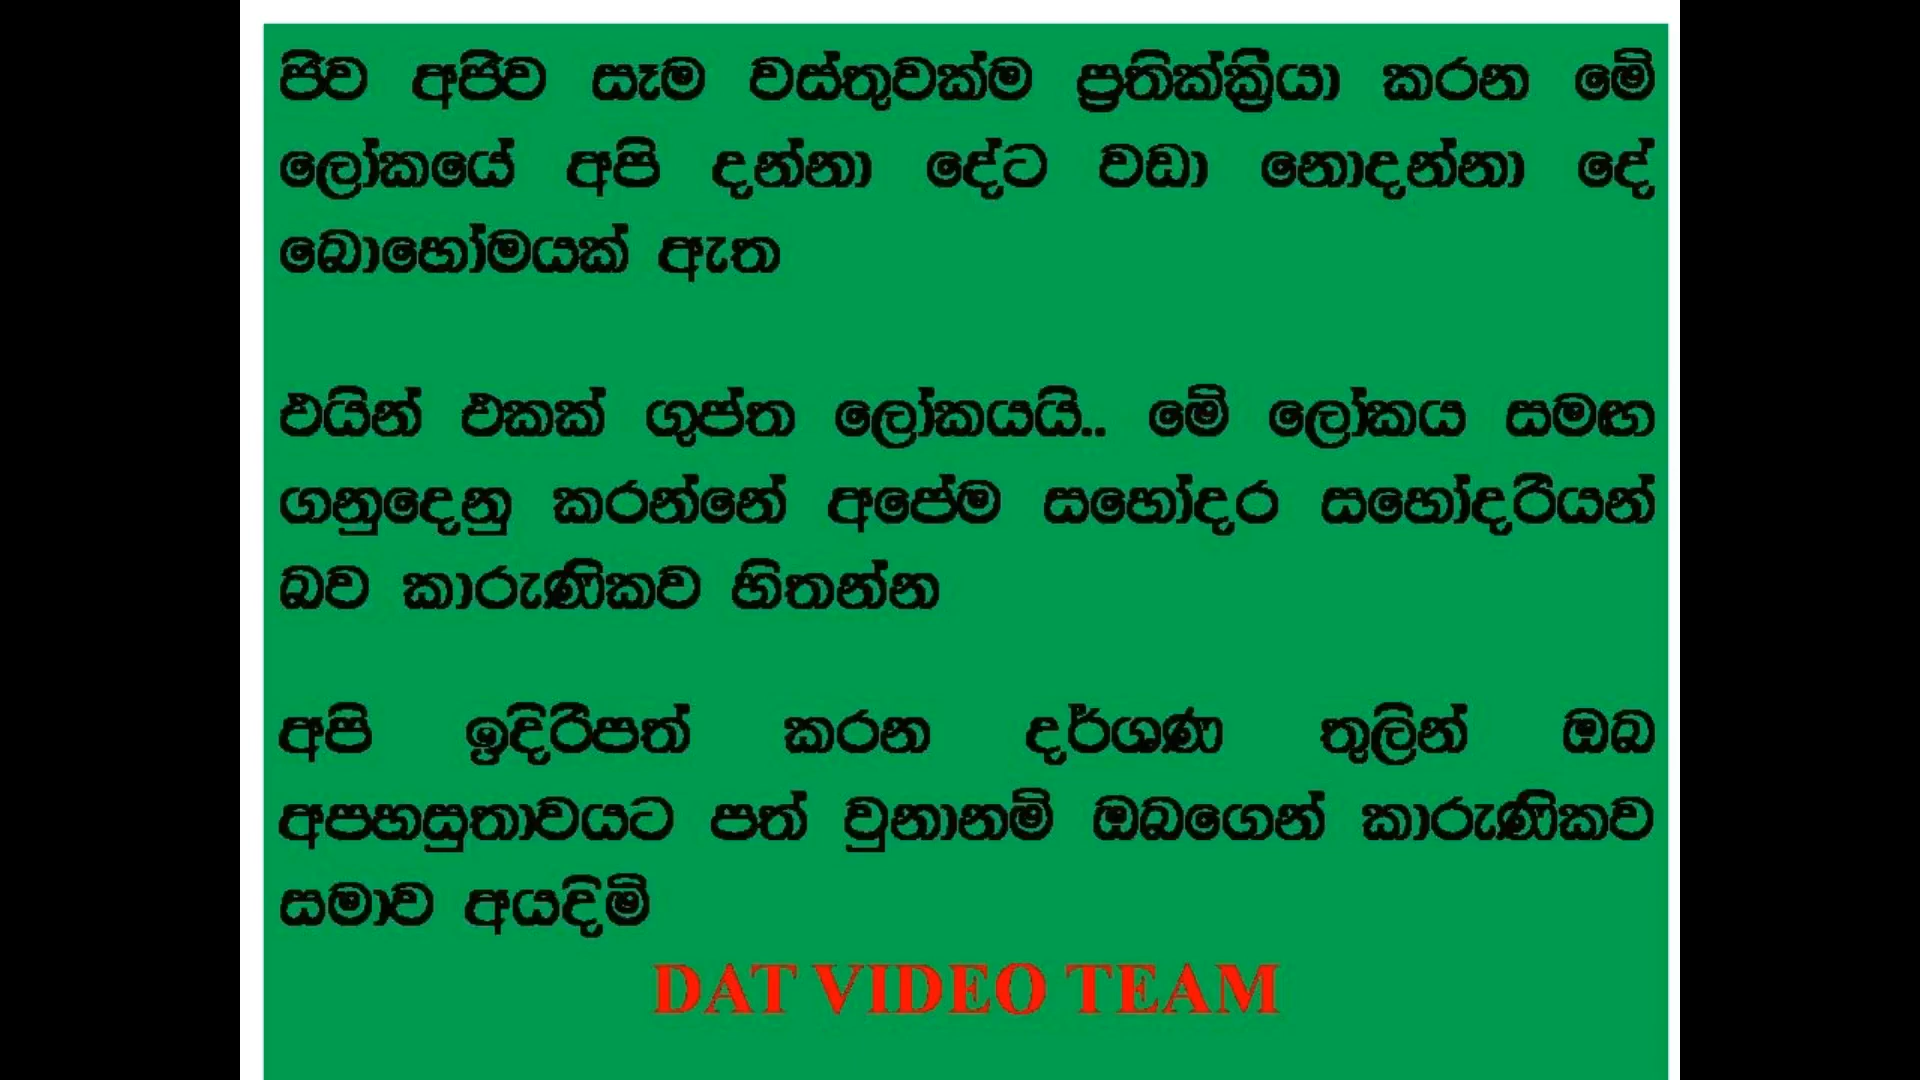 ජිව අජිව සෑම වස්තුවක්ම ප්‍රතික්ක්‍රියා කරන මේ
ලෝකයේ අපි දන්නා දේට වඩා නොදන්නා දේ
බොහෝමයක් ඇත
එයින් එකක් ගුප්ත ලෝකයයි.. මේ ලෝකය සමඟ
ගනුදෙනු කරන්නේ අපේම සහෝදර සහෝදරියන්
බව කාරුණිකව හිතන්න
අපි ඉදිරිපත් කරන දර්ශණ තුලින් ඔබ
අපහසුතාවයට පත් වුනානම් ඔබගෙන් කාරුණිකව
සමාව අයදිමි
DAT VIDEO TEAM